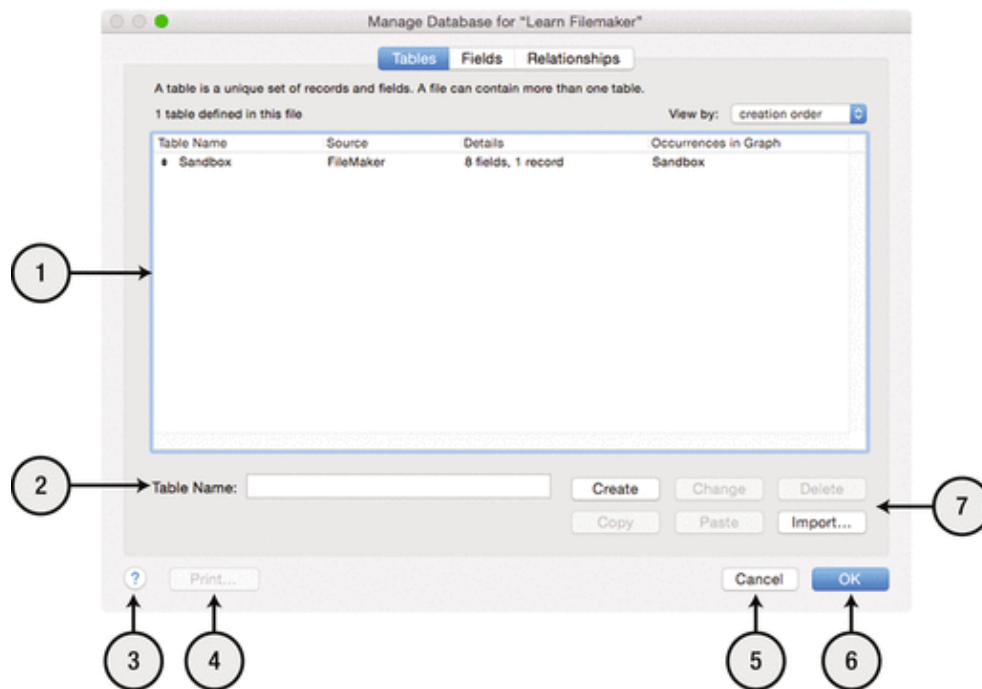 Manage Database for "Learn Filemaker"
Tables Fields Relationships
A table is a unique set of records and fields. A file can contain more than one table.
1 table defined in this file View by: creation order
Table Name Source Details Occurrences in Graph
Sandbox FileMaker 8 fields, 1 record Sandbox
1
2 Table Name: Create Change Delete
Copy Paste Import... 7
? Print... Cancel OK
3 4 5 6